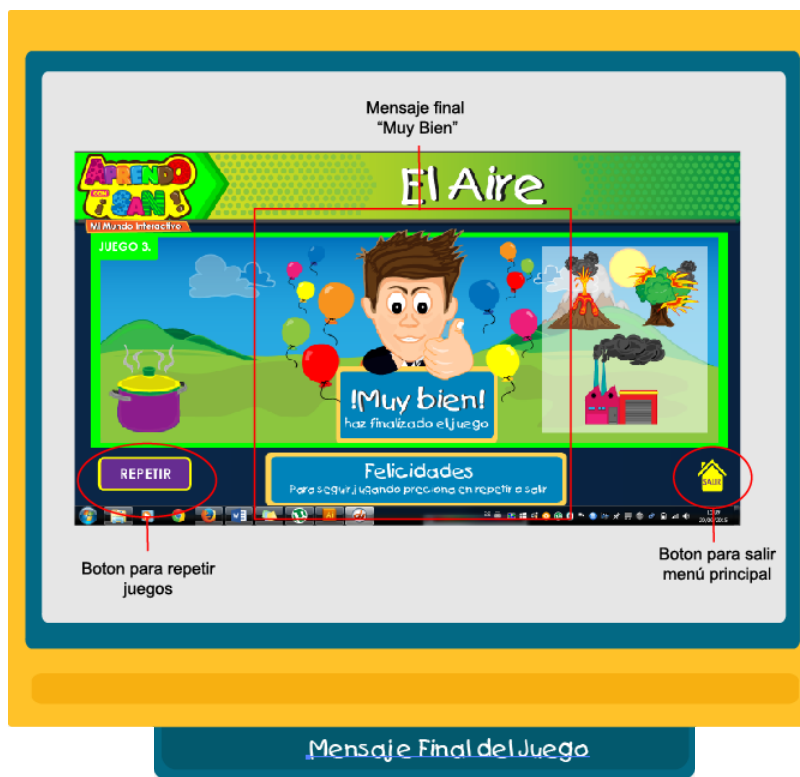 Mensaje final
“Muy Bien”
APRENDO
CON
SAN
Mi Mundo Interactivo
El Aire
JUEGO 3.
!Muy bien!
haz finalizado el juego
REPETIR
Felicidades
Para seguir jugando preciona en repetir o salir
SALIR
Boton para repetir
juegos
Boton para salir
menú principal
Mensaje Final del Juego